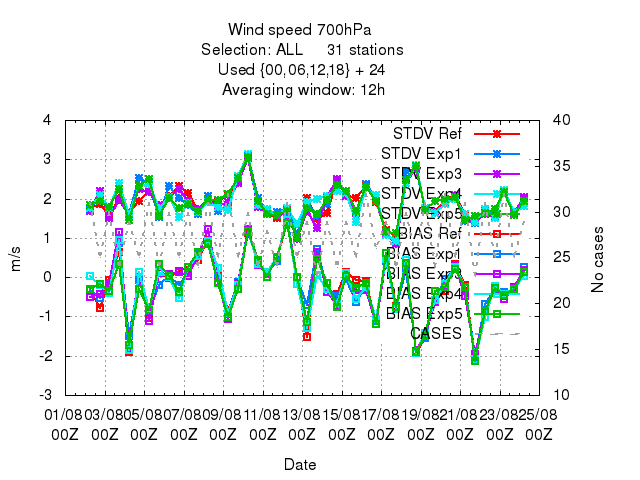 Wind speed 700hPa
Selection: ALL 31 stations
Used {00,06,12,18} + 24
Averaging window: 12h
4
3
2
1
0
-1
-2
-3
m/s
40
35
30
25
20
15
10
No cases
STDV Ref
STDV Exp1
STDV Exp3
STDV Exp4
STDV Exp5
BIAS Ref
BIAS Exp1
BIAS Exp3
BIAS Exp4
BIAS Exp5
CASES
01/08 03/08 05/08 07/08 09/08 11/08 13/08 15/08 17/08 19/08 21/08 23/08 25/08
00Z 00Z 00Z 00Z 00Z 00Z 00Z 00Z 00Z 00Z 00Z 00Z 00Z
Date